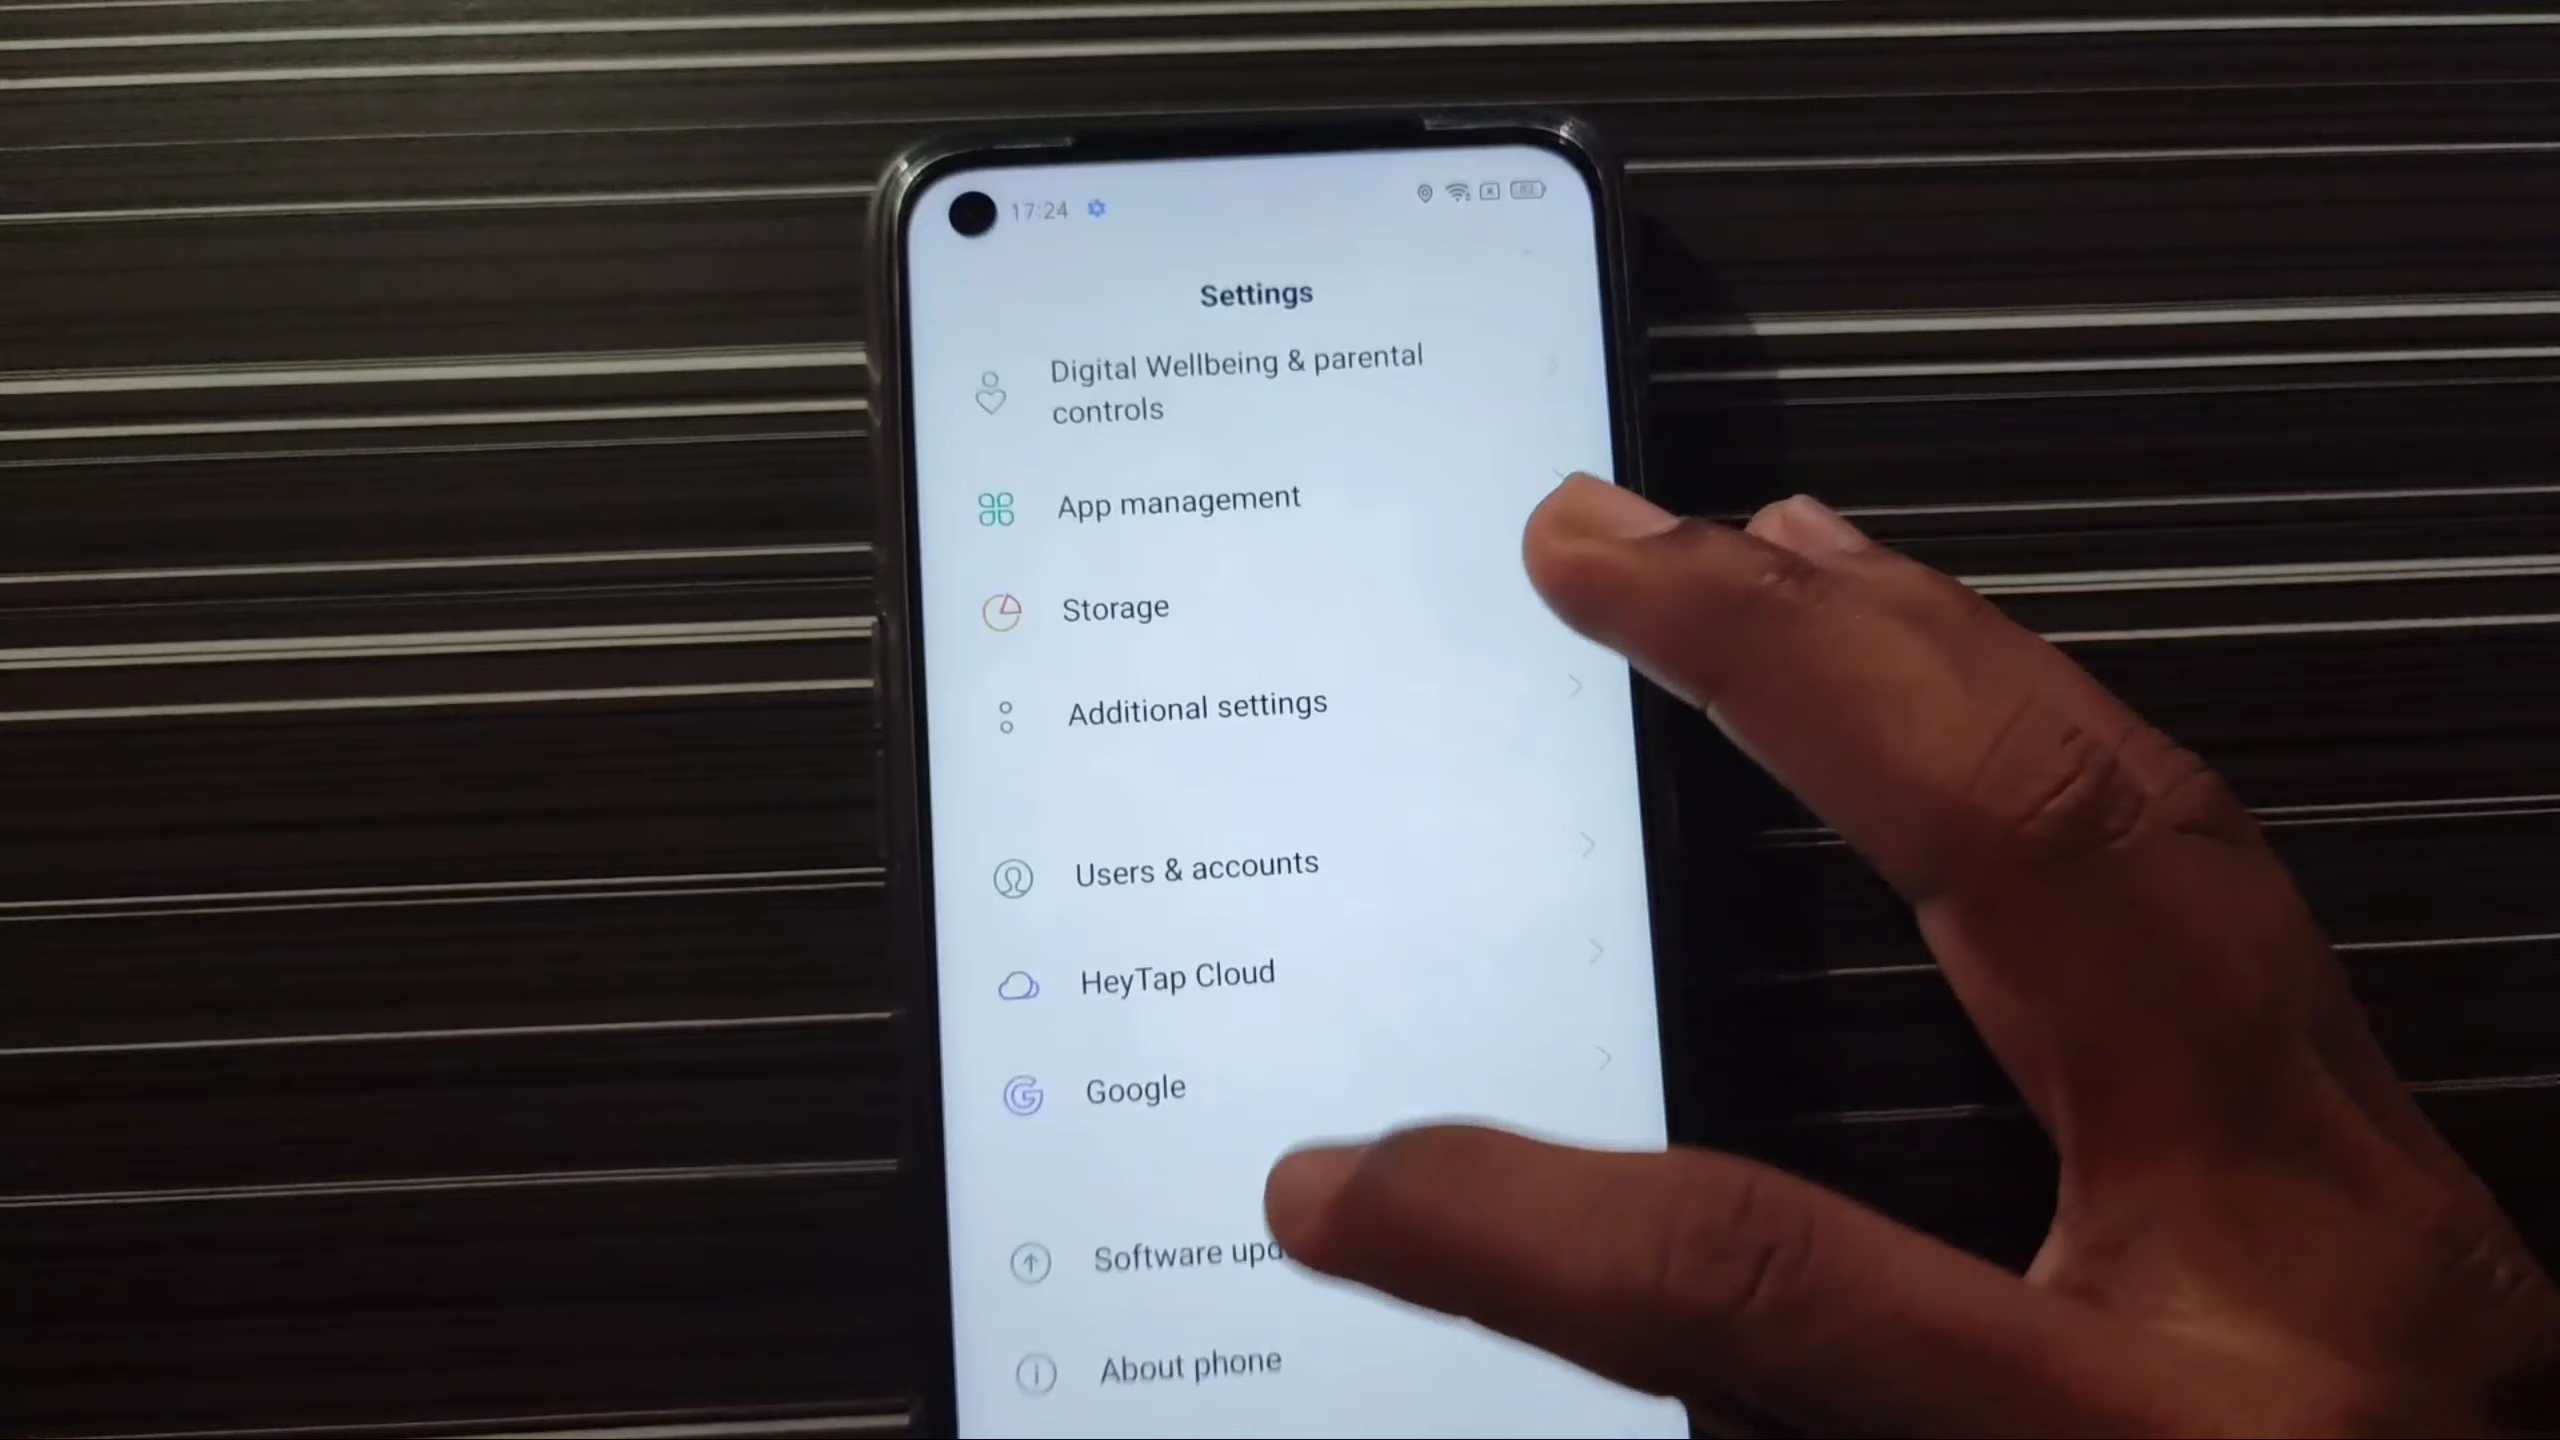 17:24
82
Settings
Digital Wellbeing & parental
controls
App management
Storage
Additional settings
Users & accounts
HeyTap Cloud
Google
Software upd
About phone